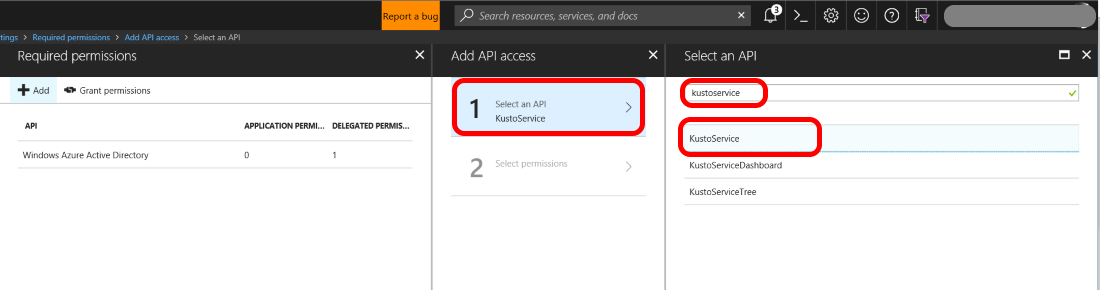 Report a bug
Search resources, services, and docs
3
tings > Required permissions > Add API access > Select an API
Required permissions
Add
Grant permissions
API APPLICATION PERMI... DELEGATED PERMIS...
Windows Azure Active Directory 0 1
Add API access
1 Select an API
KustoService
2 Select permissions
Select an API
kustoservice
KustoService
KustoServiceDashboard
KustoServiceTree